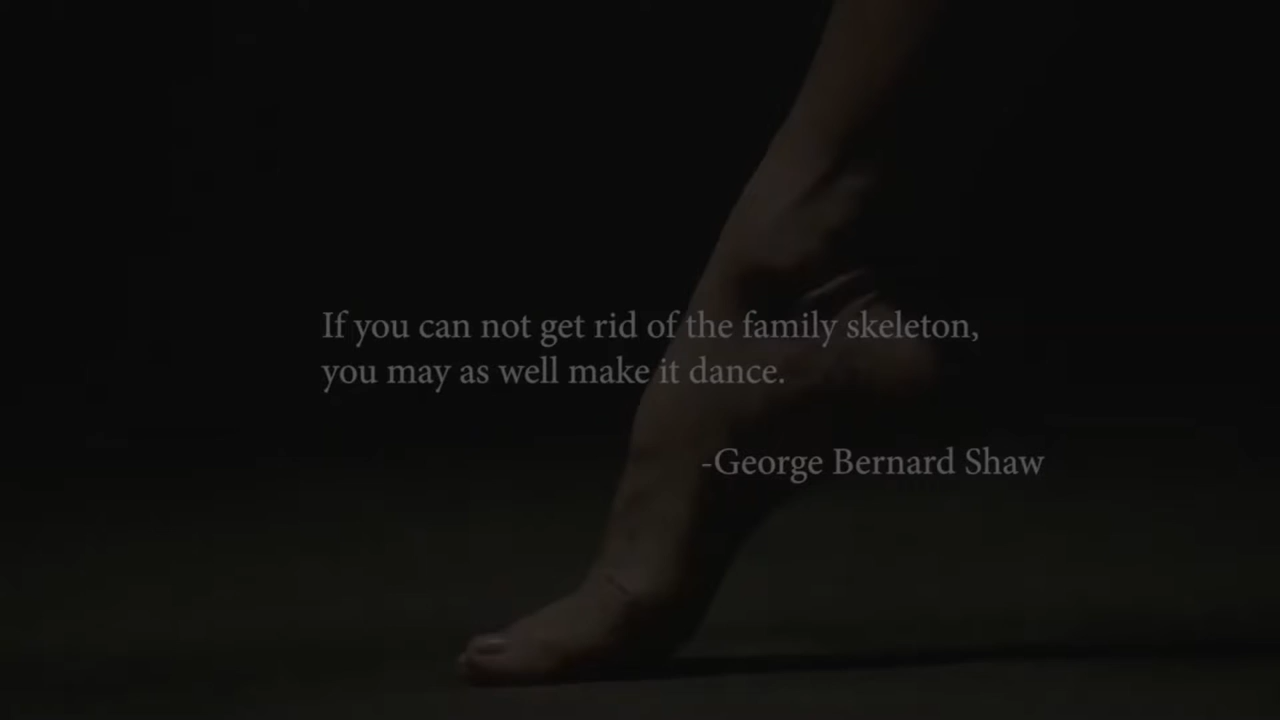 If you can not get rid of the family skeleton,
you may as well make it dance.
-George Bernard Shaw